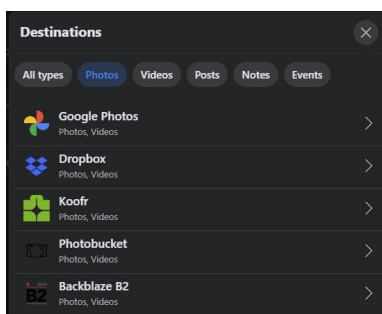 Destinations
All types Photos Videos Posts Notes Events
Google Photos
Photos, Videos
Dropbox
Photos, Videos
Koofr
Photos, Videos
Photobucket
Photos, Videos
B2
Backblaze B2
Photos, Videos